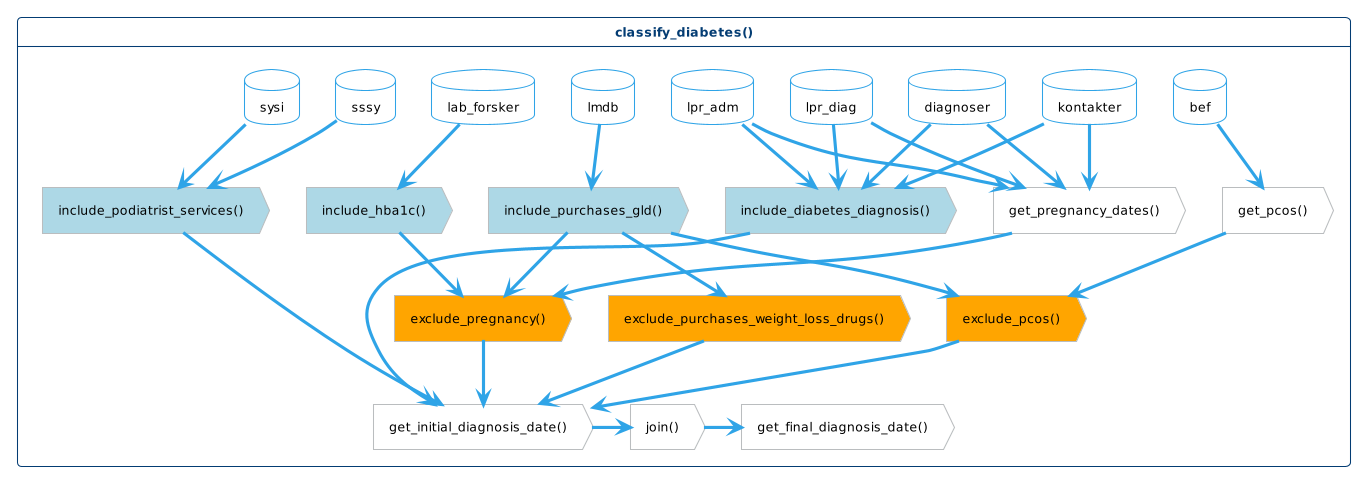 classify_diabetes()
sysi
sssy
lab_forsker
lmdb
lpr_adm
lpr_diag
diagnoser
kontakter
bef
include_podiatrist_services()
include_hba1c()
include_purchases_gld()
include_diabetes_diagnosis()
get_pregnancy_dates()
get_pcos()
exclude_pregnancy()
exclude_purchases_weight_loss_drugs()
exclude_pcos()
get_initial_diagnosis_date()
join()
get_final_diagnosis_date()